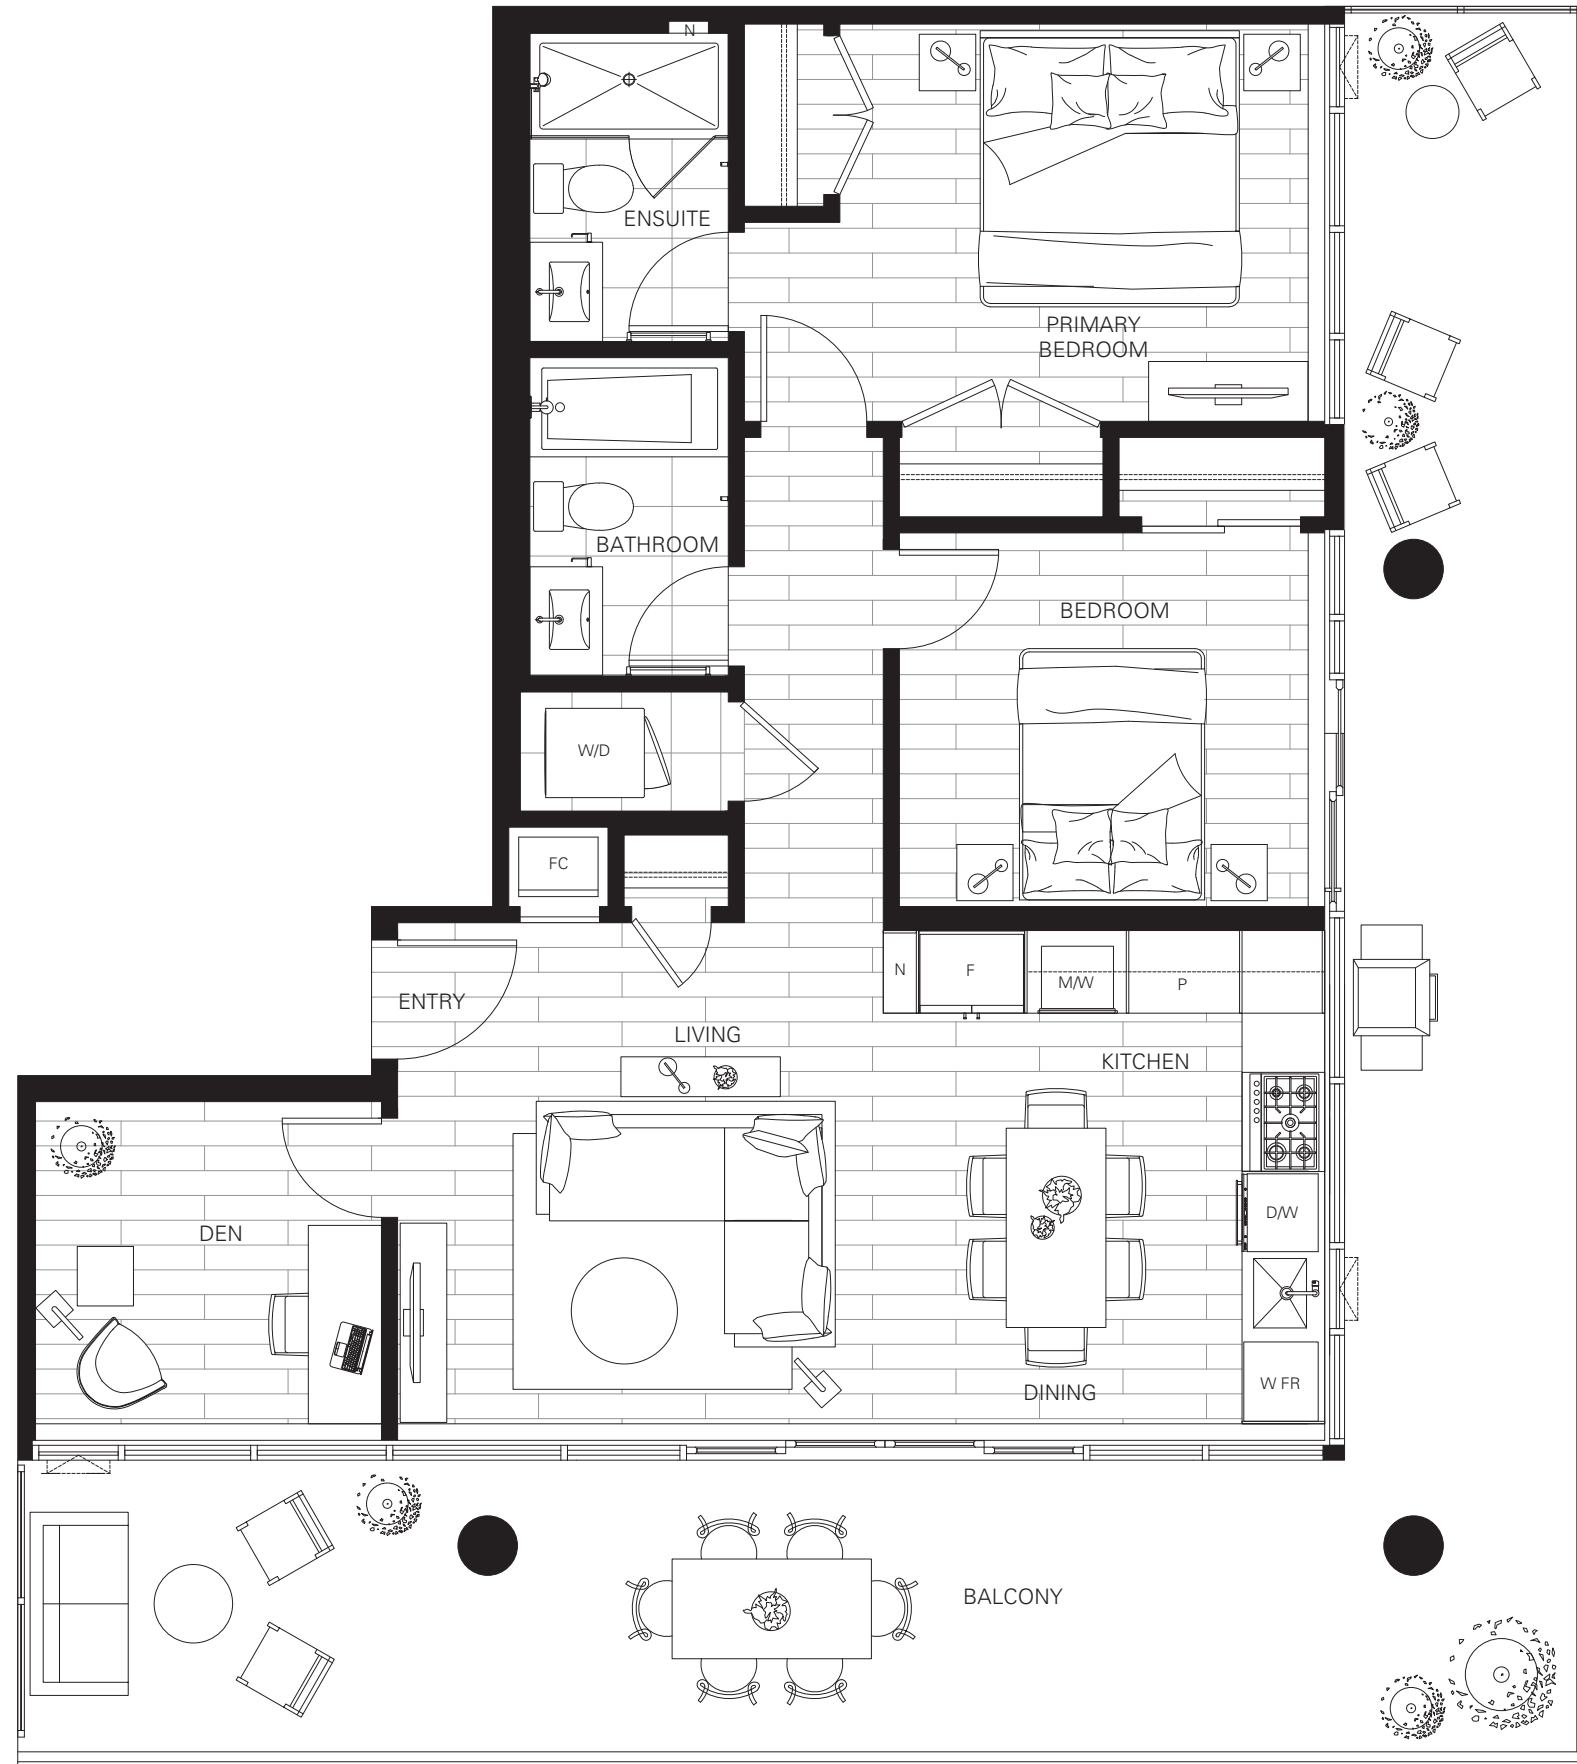 N
ENSUITE
PRIMARY
BEDROOM
BATHROOM
BEDROOM
W/D
FC
N
F
M/W
P
ENTRY
LIVING
KITCHEN
D/W
DEN
W FR
DINING
BALCONY